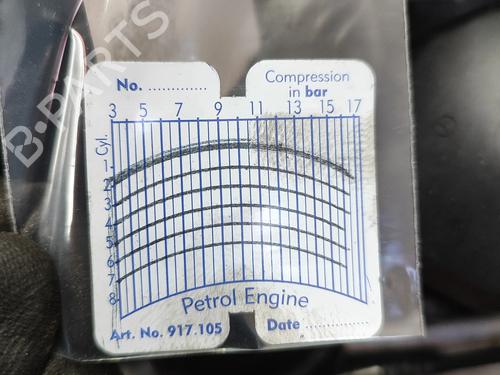 B-PARTS
No. ..............
Compression
in bar
3 5 7 9 11 13 15 17
Cyl.
1
2
3
4
5
6
7
8
Petrol Engine
Art. No. 917.105
Date ................